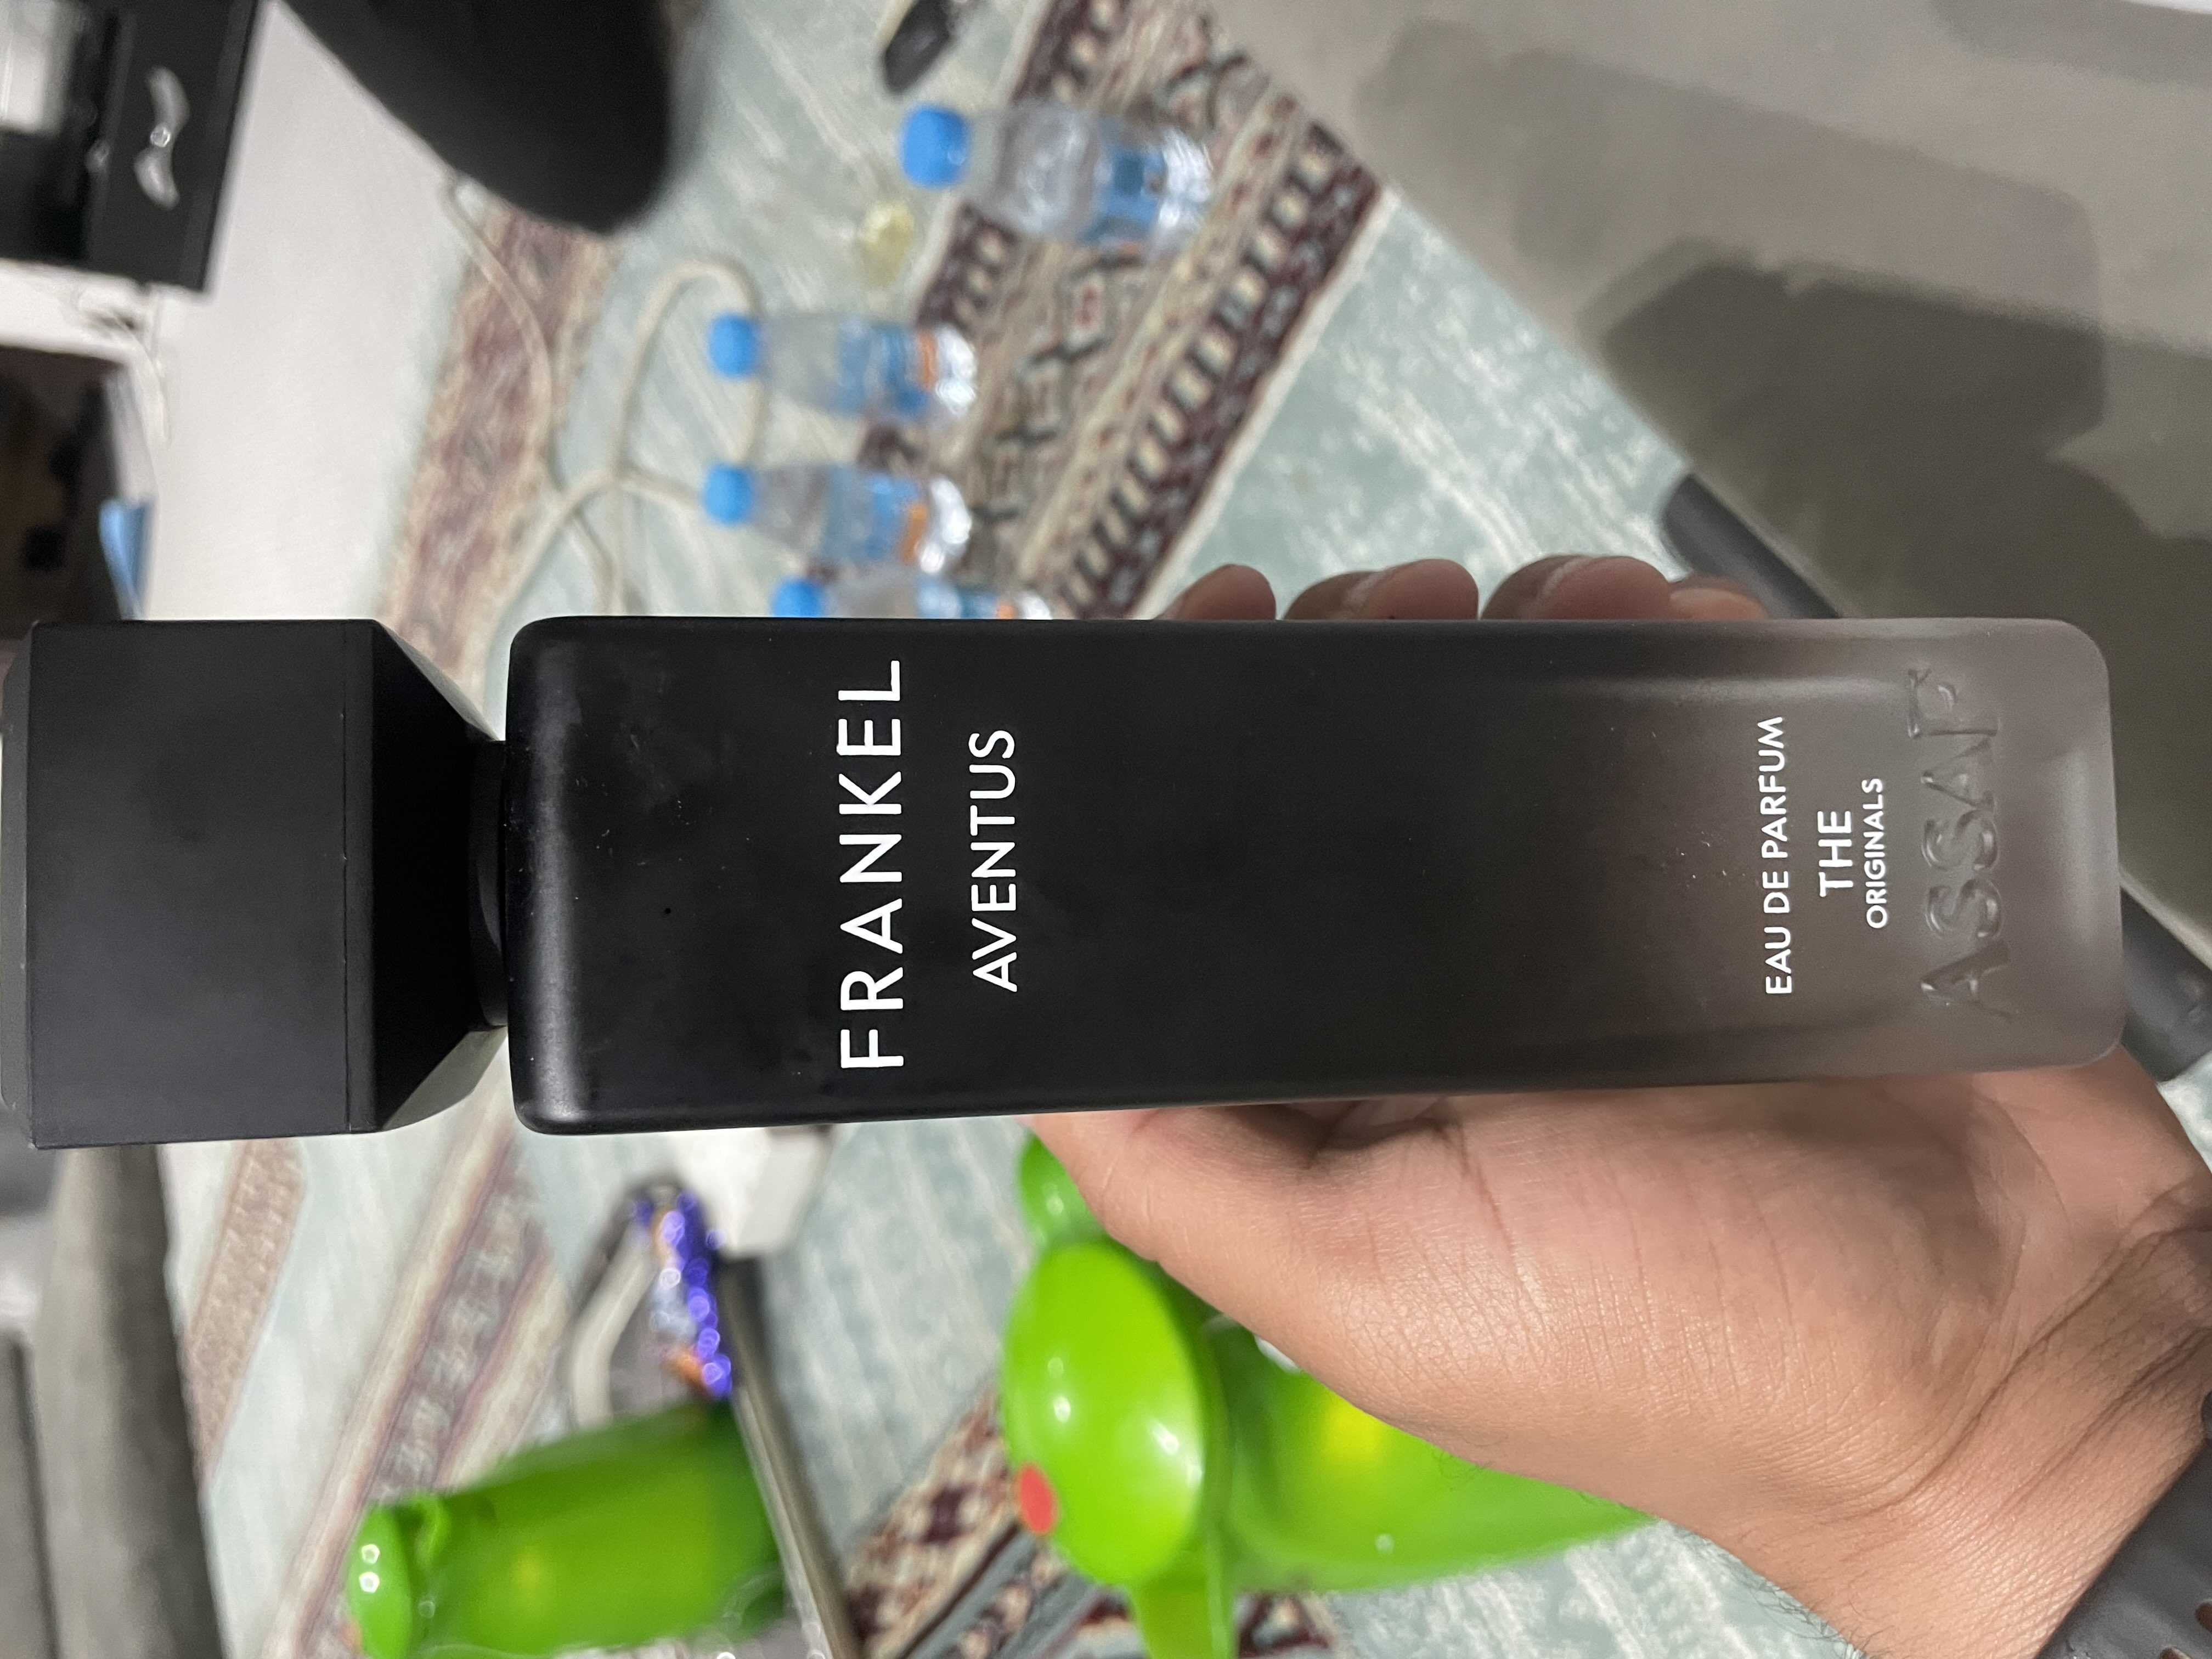 FRANKEL
AVENTUS
EAU DE PARFUM
THE
ORIGINALS
ASSAF